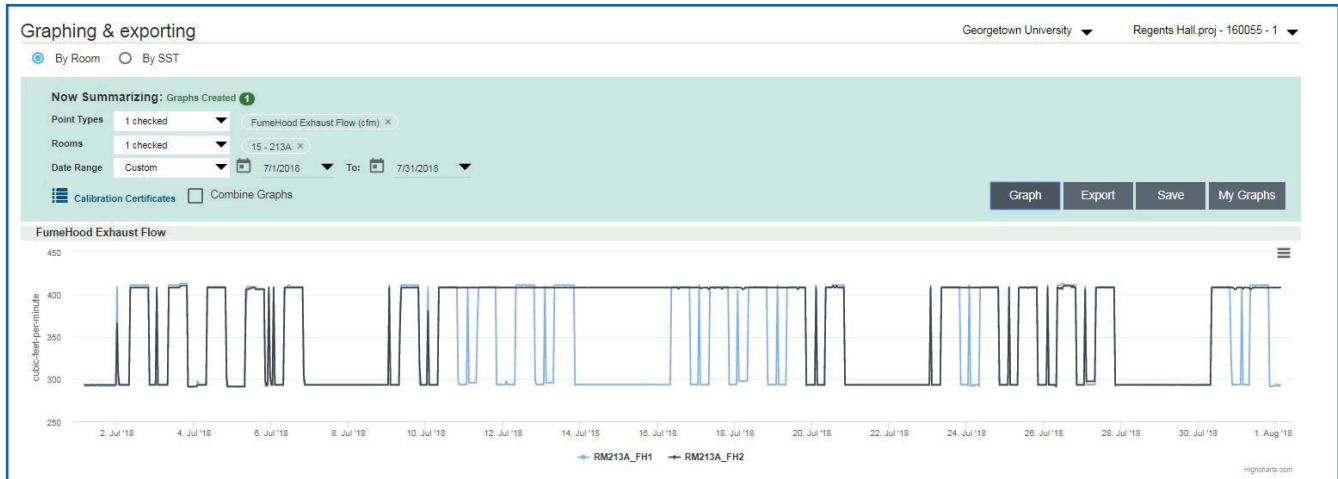 Graphing & exporting
Georgetown University
Regents Hall.proj - 160055 - 1
By Room By SST
Now Summarizing: Graphs Created 1
Point Types 1 checked FumeHood Exhaust Flow (cfm) ×
Rooms 1 checked 15 - 213A ×
Date Range Custom 7/1/2018 To: 7/31/2018
Calibration Certificates Combine Graphs
Graph Export Save My Graphs
FumeHood Exhaust Flow
cubic-feet-per-minute
450
400
350
300
250
2. Jul '18 4. Jul '18 6. Jul '18 8. Jul '18 10. Jul '18 12. Jul '18 14. Jul '18 16. Jul '18 18. Jul '18 20. Jul '18 22. Jul '18 24. Jul '18 26. Jul '18 28. Jul '18 30. Jul '18 1. Aug '18
RM213A_FH1 RM213A_FH2
Highcharts.com